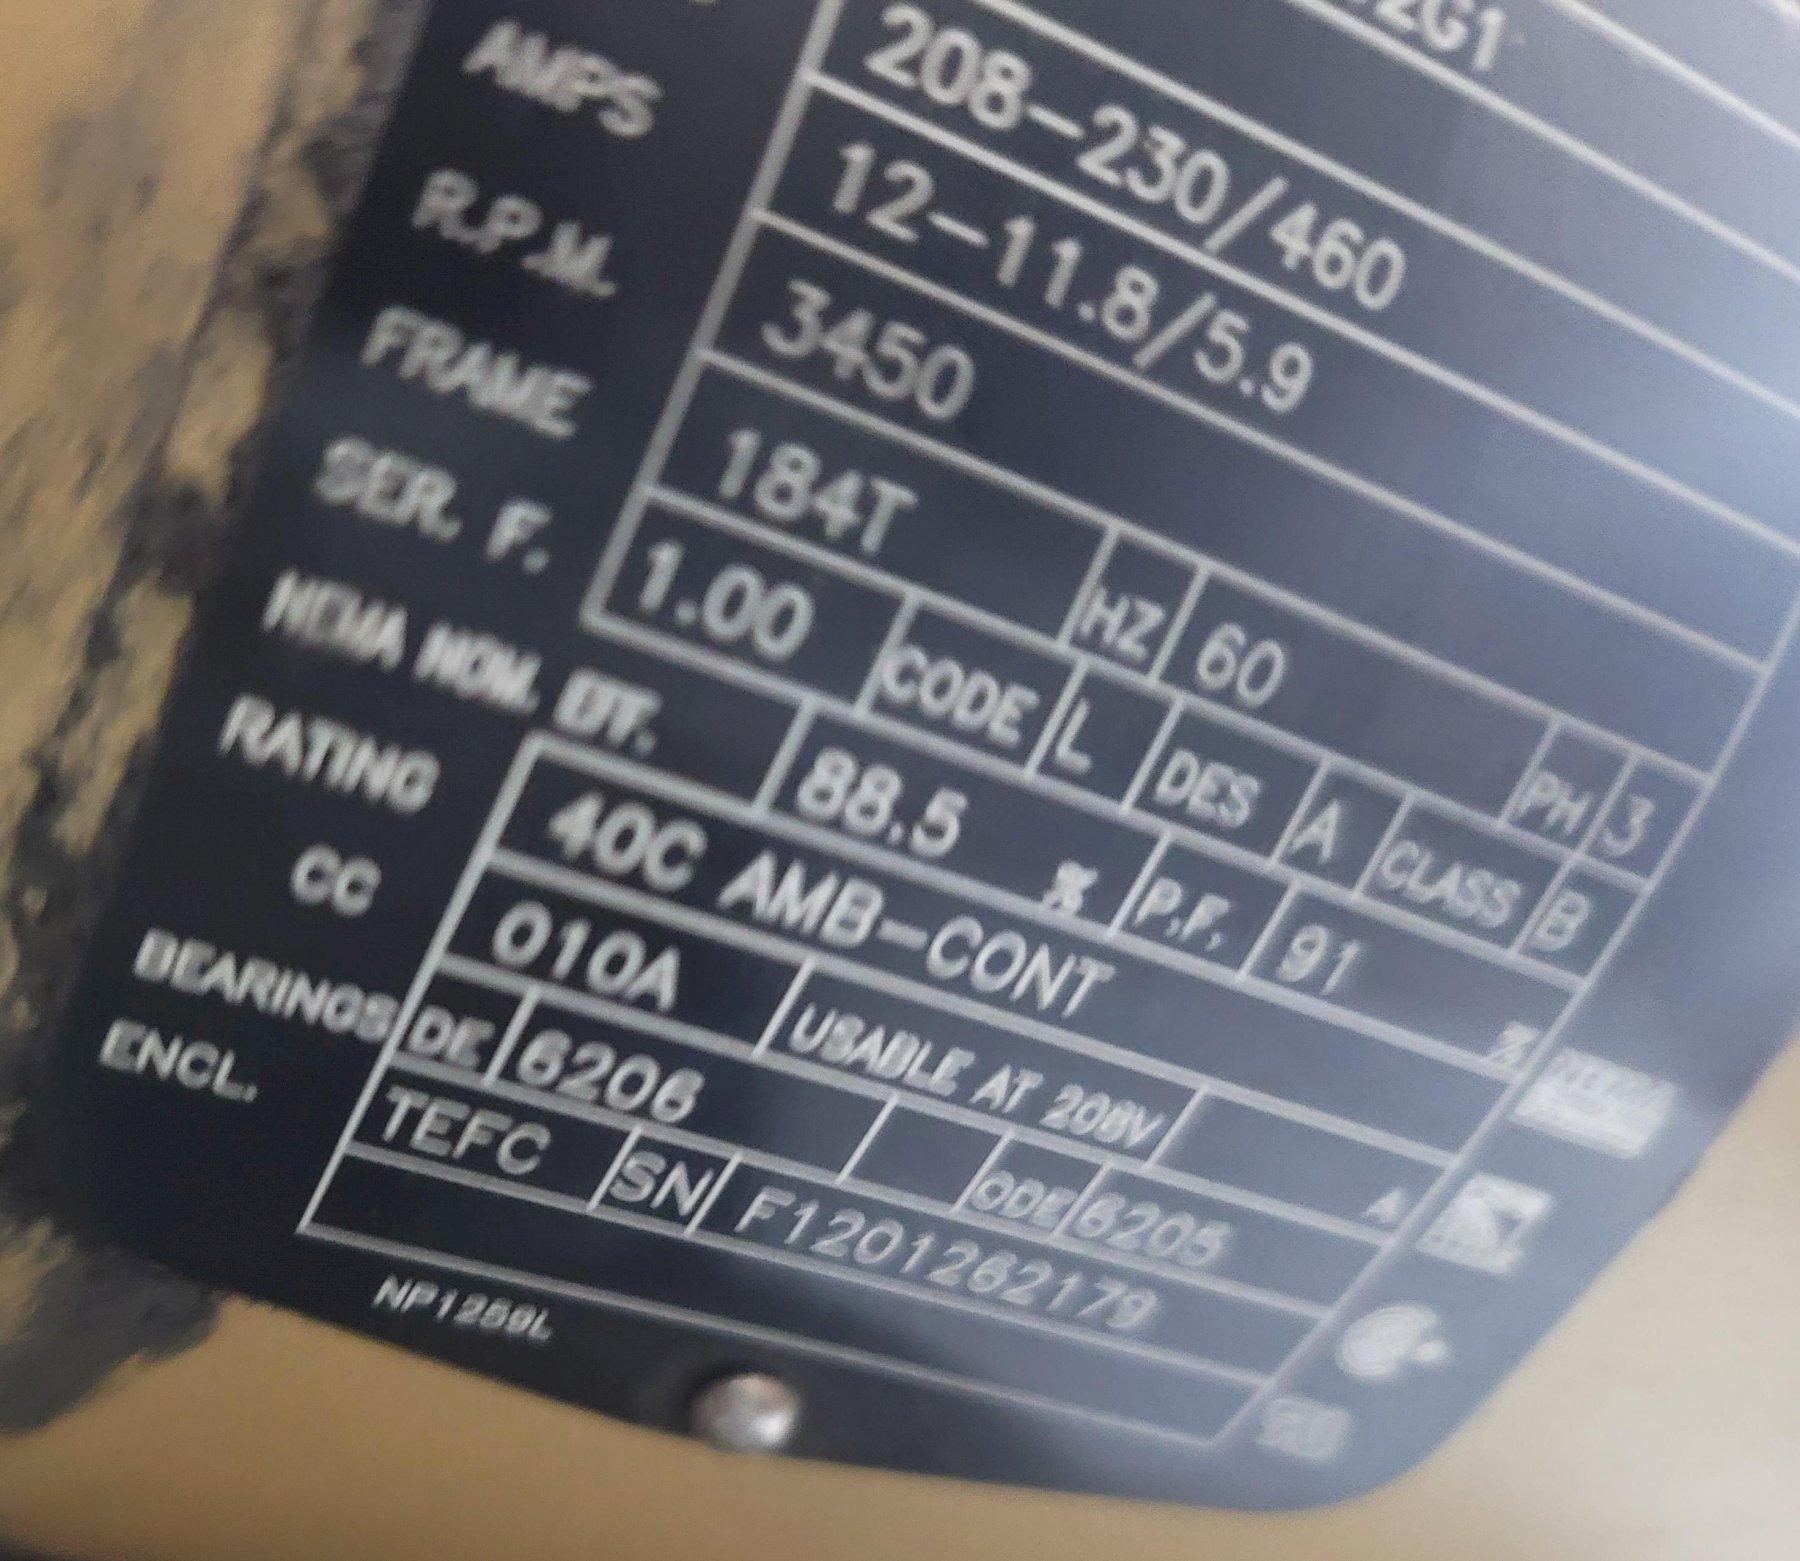 2G1
208-230/460
AMPS 12-11.8/5.9
R.P.M. 3450
FRAME 184T HZ 60 PH 3
SER. F. 1.00 CODE L DES A CLASS B
NEMA NOM. EFF. 88.5 % P.F. 91 %
RATING 40C AMB-CONT
CC 010A USABLE AT 208V A
BEARINGS DE 6206 ODE 6205
ENCL. TEFC SN F1201262179
NP1259L